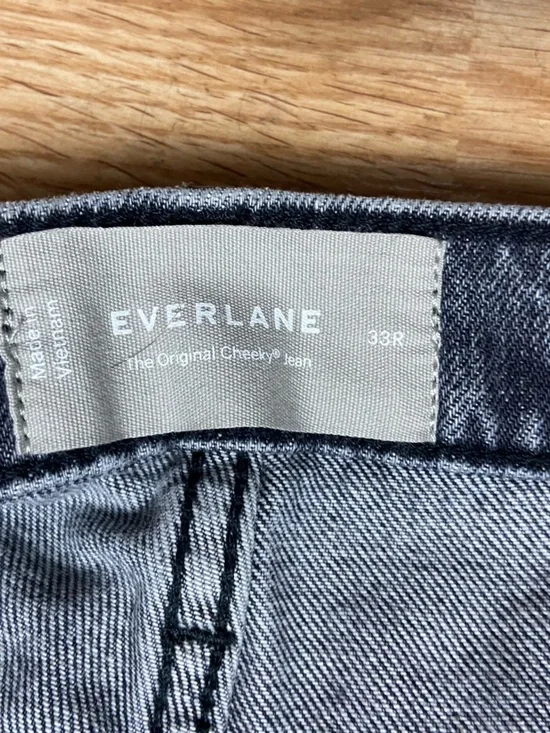 Made in
Vietnam
EVERLANE
The Original Cheeky® Jean
33R